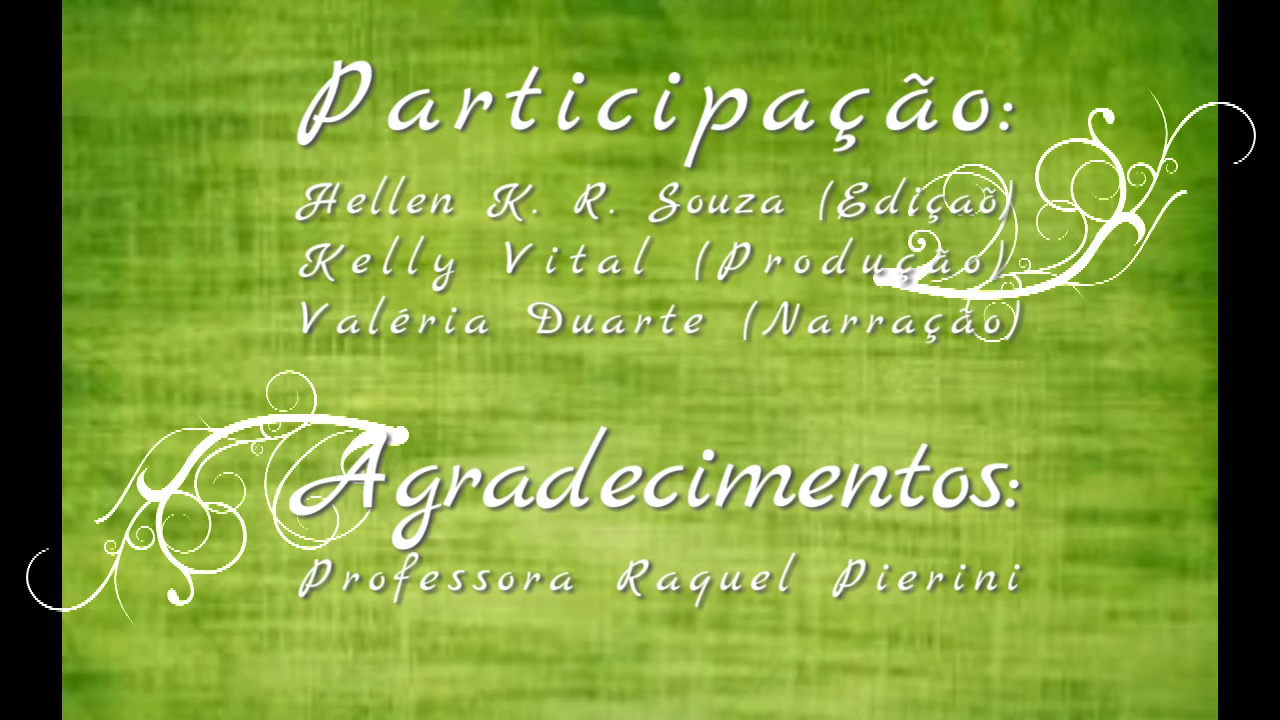 Participação:
Hellen K. R. Souza (Ediçaõ)
Kelly Vital (Produção)
Valéria Duarte (Narração)
Agradecimentos:
Professora Raquel Pierini